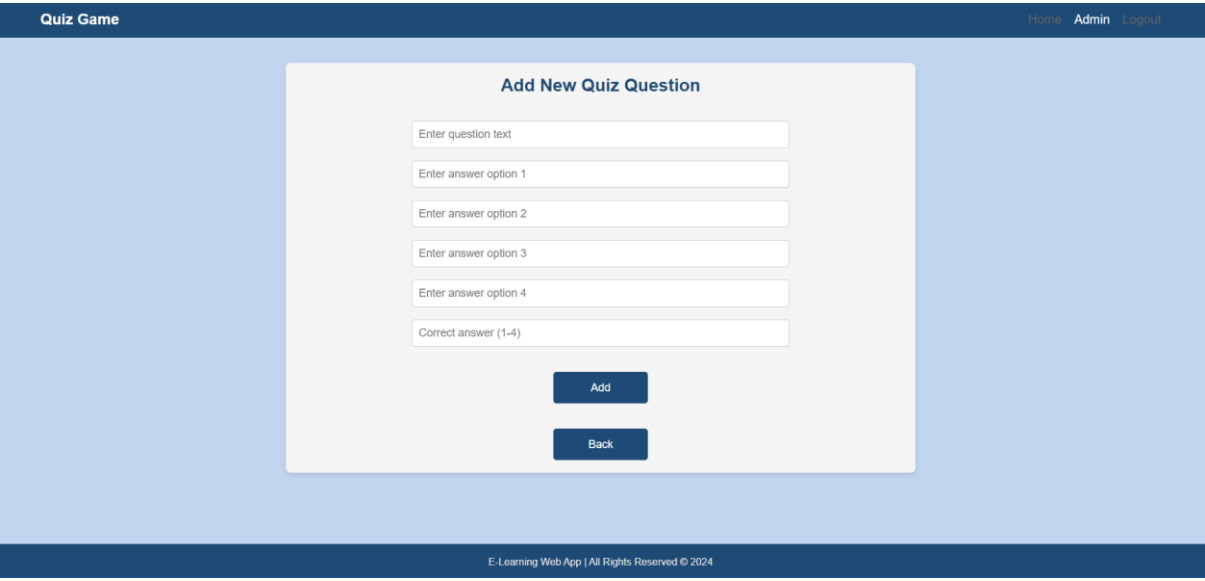 Quiz Game
Home Admin Logout
Add New Quiz Question
Enter question text
Enter answer option 1
Enter answer option 2
Enter answer option 3
Enter answer option 4
Correct answer (1-4)
Add
Back
E-Learning Web App | All Rights Reserved © 2024